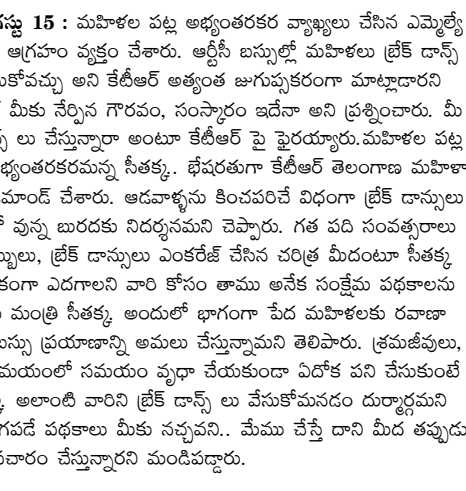 15 : మహిళల పట్ల అభ్యంతరకర వ్యాఖ్యలు చేసిన ఎమ్మెల్యే
ఆగ్రహం వ్యక్తం చేశారు. ఆర్టీసీ బస్సుల్లో మహిళలు బ్రేక్ డాన్స్
కోవచ్చు అని కేటీఆర్ అత్యంత జుగుప్సకరంగా మాట్లాడారని
మీకు నేర్పిన గౌరవం, సంస్కారం ఇదేనా అని ప్రశ్నించారు. మీ
లు చేస్తున్నారా అంటూ కేటీఆర్ పై ఫైరయ్యారు.మహిళల పట్ల
భ్యంతరకరమన్న సీతక్క. భేషరతుగా కేటీఆర్ తెలంగాణ మహిళా
మాండ్ చేశారు. ఆడవాళ్ళను కించపరిచే విధంగా బ్రేక్ డాన్సులు
వున్న బురదకు నిదర్శనమని చెప్పారు. గత పది సంవత్సరాలు
బ్బులు, బ్రేక్ డాన్సులు ఎంకరేజ్ చేసిన చరిత్ర మీదంటూ సీతక్క
కంగా ఎదగాలని వారి కోసం తాము అనేక సంక్షేమ పథకాలను
మంత్రి సీతక్క అందులో భాగంగా పేద మహిళలకు రవాణా
బస్సు ప్రయాణాన్ని అమలు చేస్తున్నామని తెలిపారు. శ్రమజీవులు,
మయంలో సమయం వృధా చేయకుండా ఏదోక పని చేసుకుంటే
అలాంటి వారిని బ్రేక్ డాన్స్ లు వేసుకోమనడం దుర్మార్గమని
గపడే పథకాలు మీకు నచ్చవని.. మేము చేస్తే దాని మీద తప్పుడు
చారం చేస్తున్నారని మండిపడ్డారు.